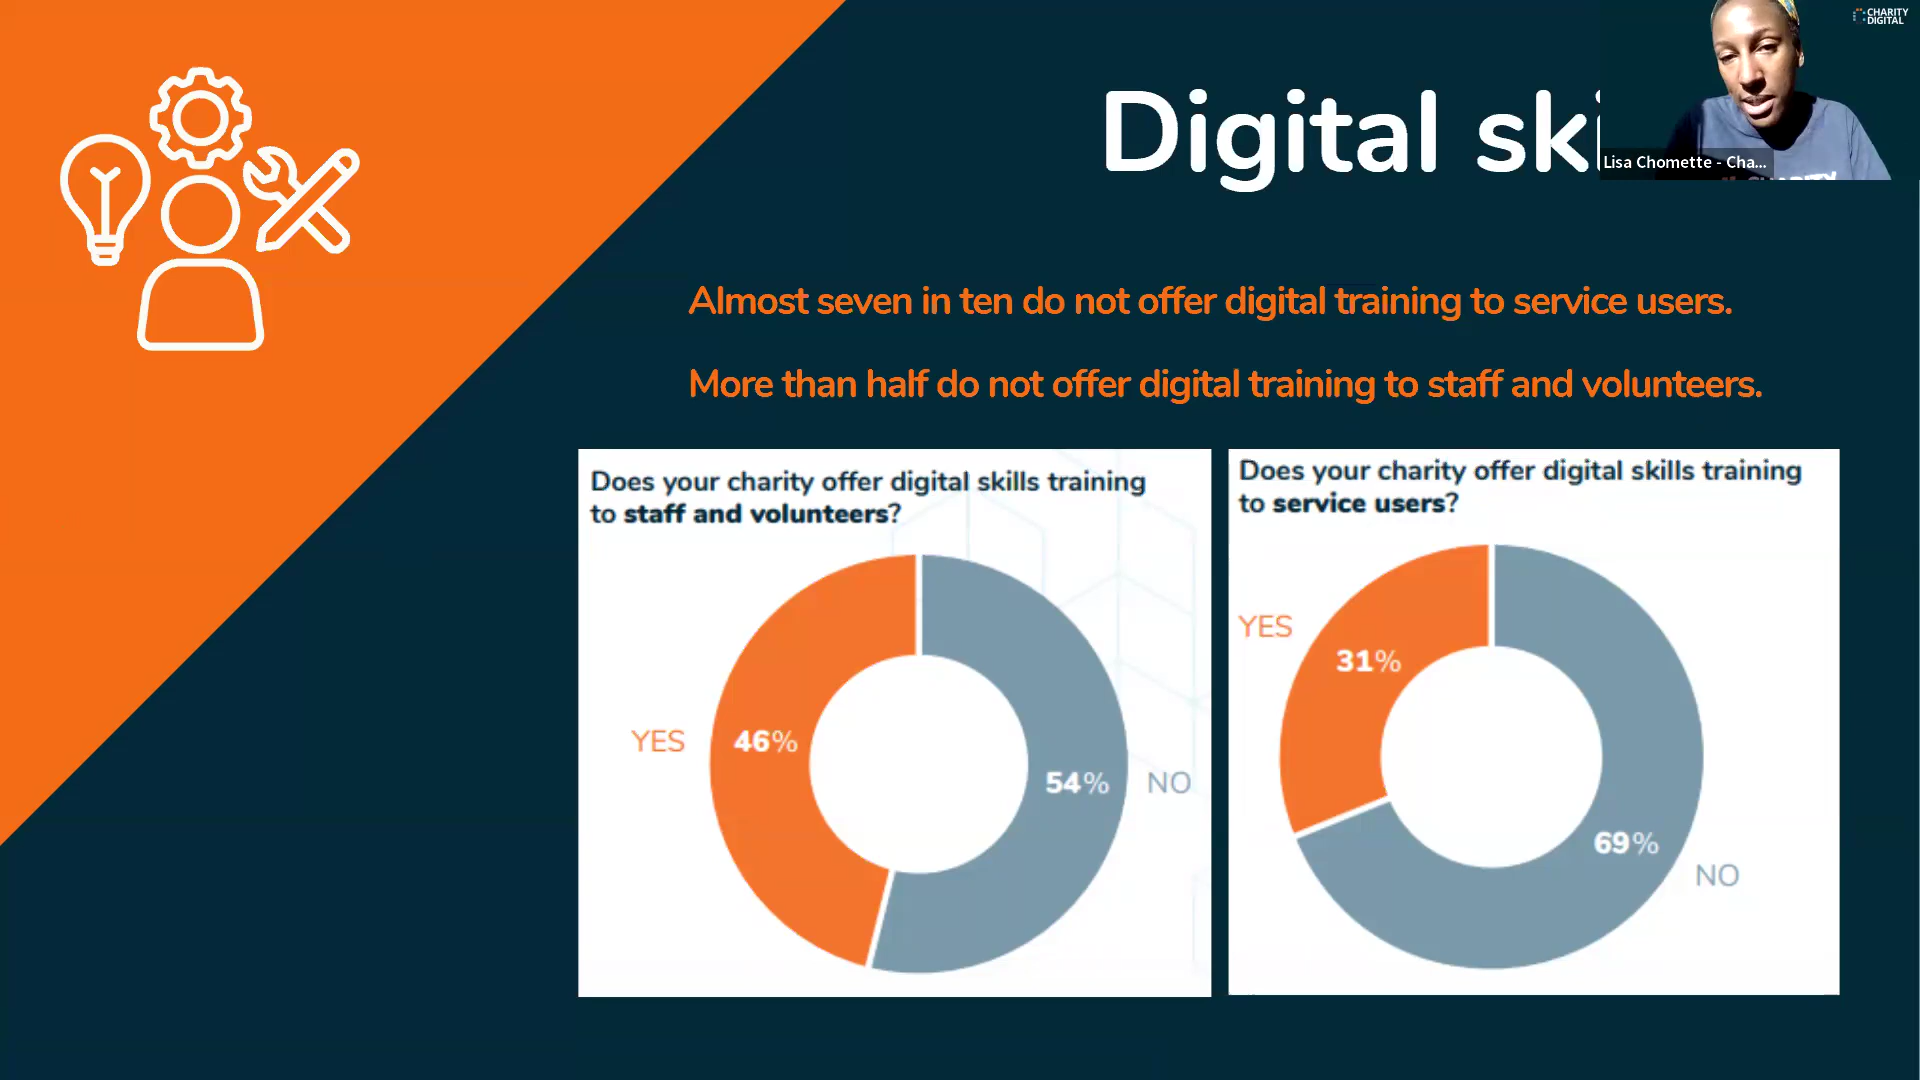 CHARITY
DIGITAL
Digital ski
Lisa Chomette - Cha...
Almost seven in ten do not offer digital training to service users.
More than half do not offer digital training to staff and volunteers.
Does your charity offer digital skills training
to staff and volunteers?
YES
46%
54%
NO
Does your charity offer digital skills training
to service users?
YES
31%
69%
NO